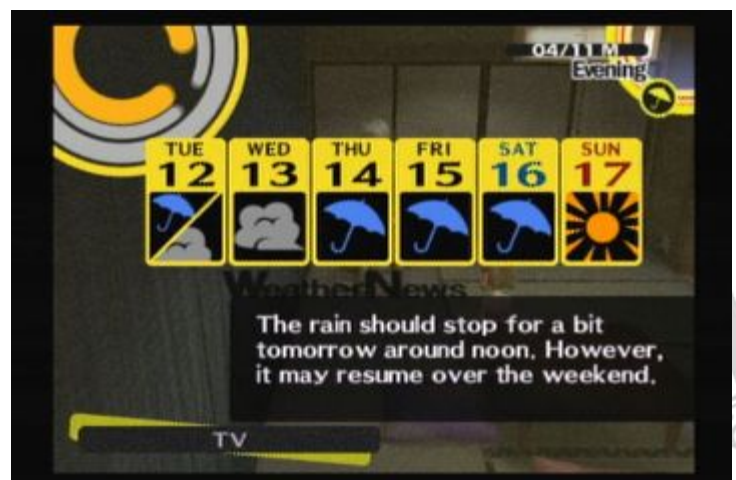 04/11 M
Evening
TUE WED THU FRI SAT SUN
12 13 14 15 16 17
WeatherNews
The rain should stop for a bit
tomorrow around noon. However,
it may resume over the weekend.
TV